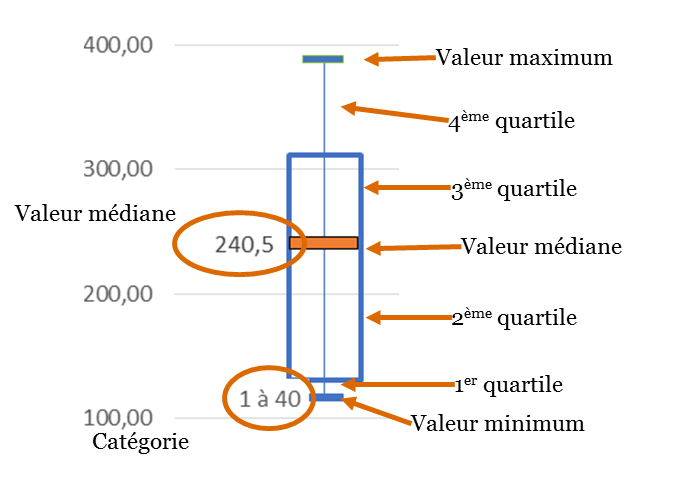 400,00
Valeur maximum
4ème quartile
300,00
3ème quartile
Valeur médiane
240,5
Valeur médiane
200,00
2ème quartile
1er quartile
1 à 40
100,00
Valeur minimum
Catégorie